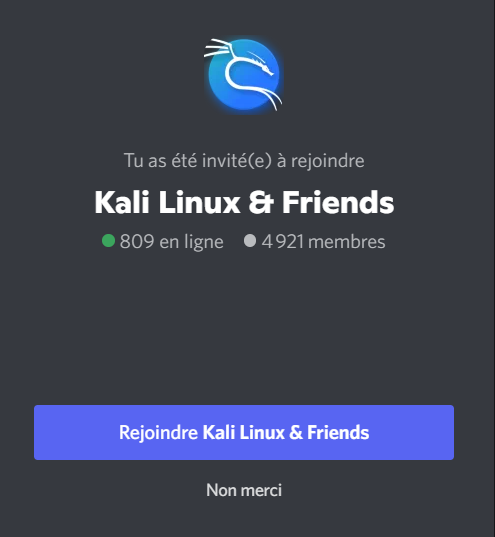 Tu as été invité(e) à rejoindre
Kali Linux & Friends
809 en ligne 4 921 membres
Rejoindre Kali Linux & Friends
Non merci